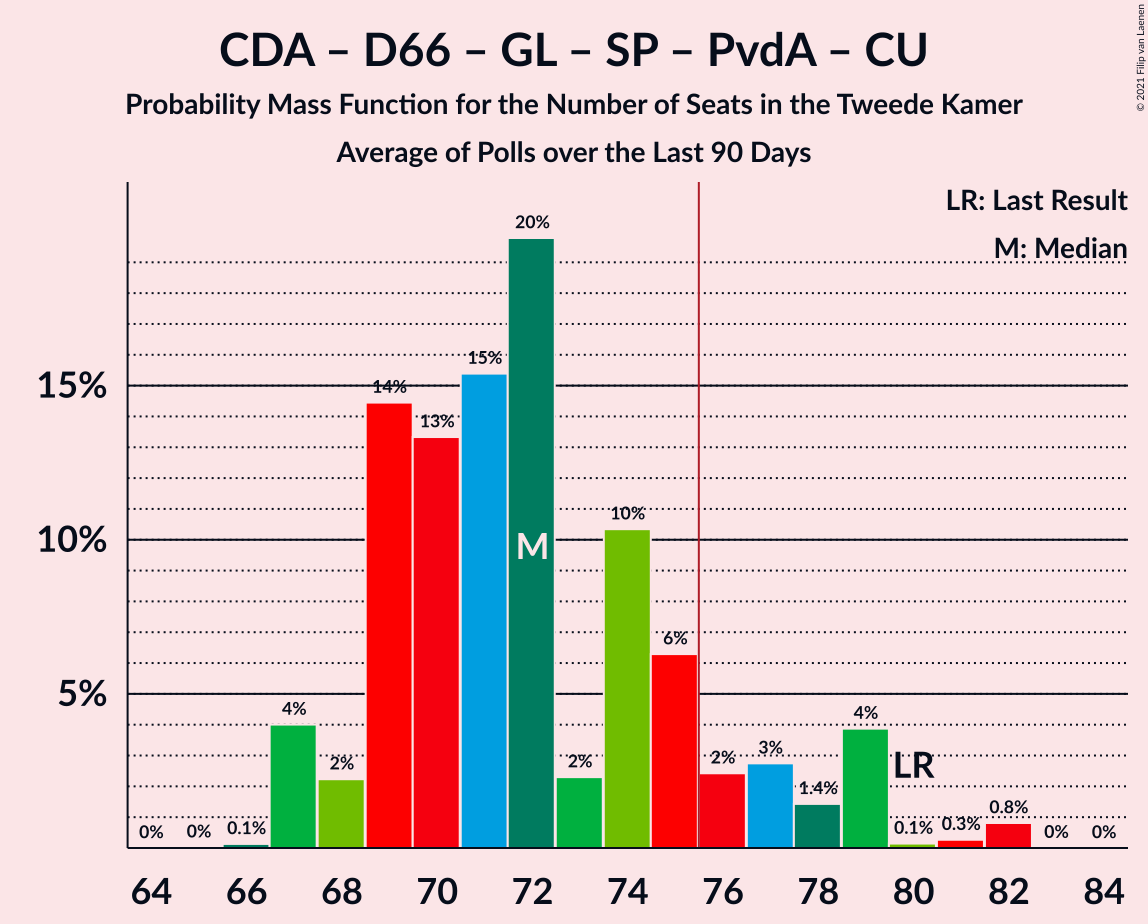 CDA – D66 – GL – SP – PvdA – CU
Probability Mass Function for the Number of Seats in the Tweede Kamer
Average of Polls over the Last 90 Days
© 2021 Filip van Laenen
LR: Last Result
M: Median
15%
10%
5%
0%
0%
0.1%
4%
2%
14%
13%
15%
20%
2%
10%
6%
2%
3%
1.4%
4%
0.1%
0.3%
0.8%
0%
0%
M
LR
64 66 68 70 72 74 76 78 80 82 84